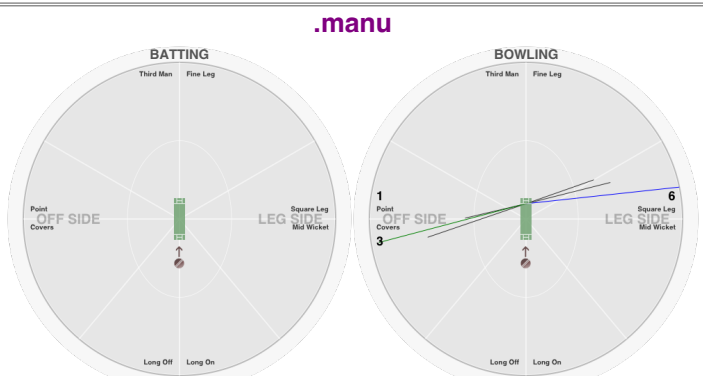 .manu
BATTING
BOWLING
Third Man Fine Leg
Third Man Fine Leg
Point
OFF SIDE
Covers
Square Leg
LEG SIDE
Mid Wicket
1
Point
OFF SIDE
Covers
3
6
Square Leg
LEG SIDE
Mid Wicket
Long Off Long On
Long Off Long On